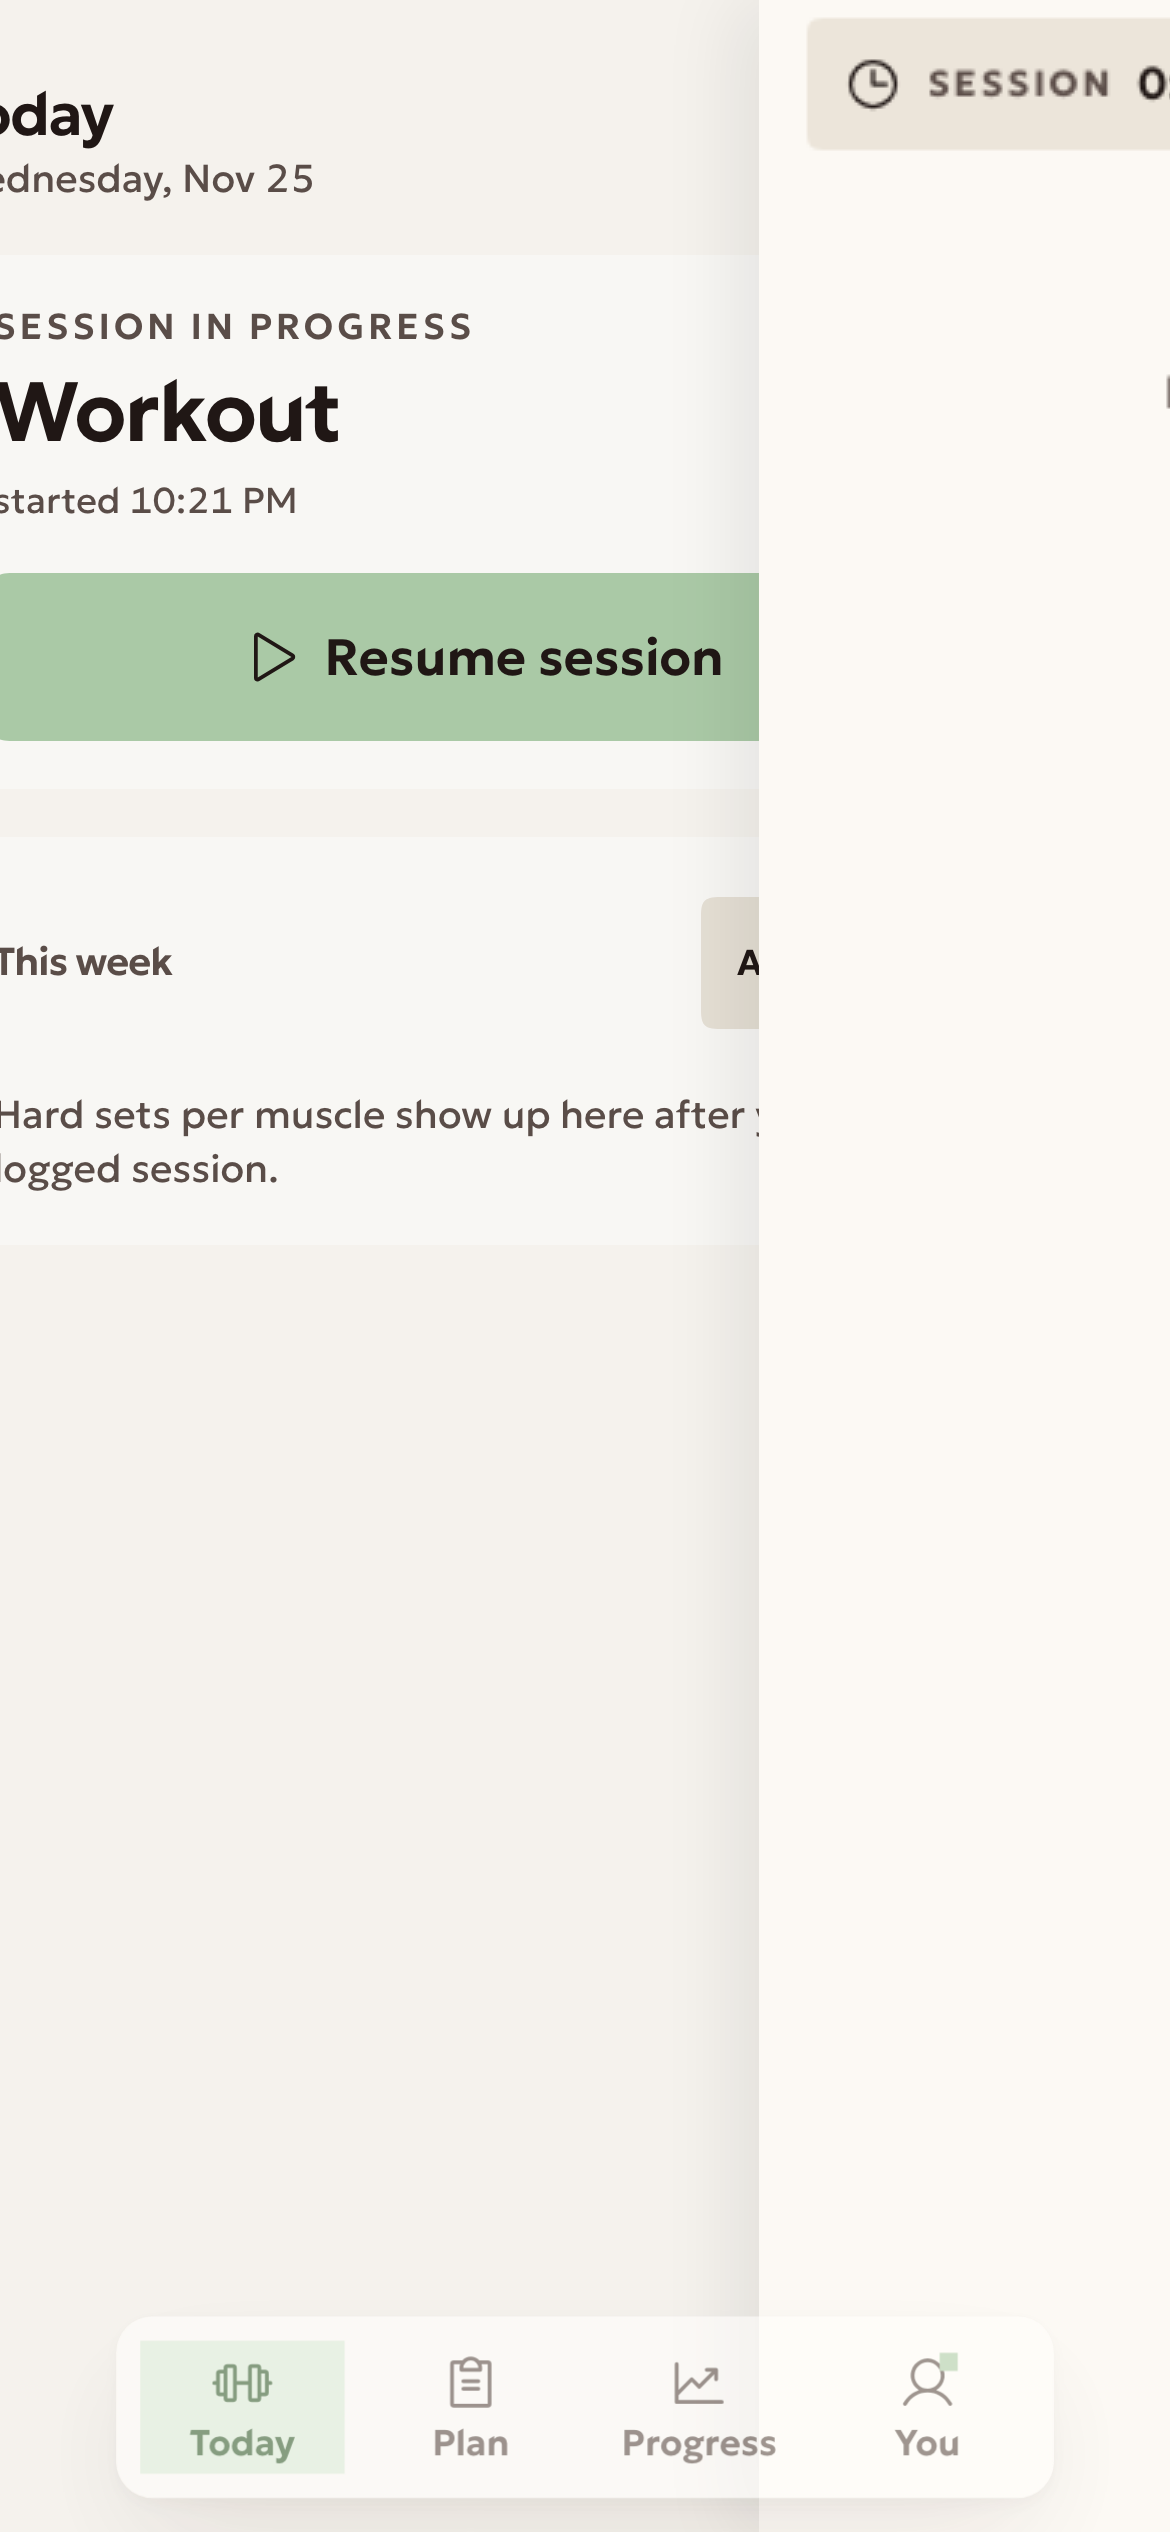 oday
ednesday, Nov 25
SESSION IN PROGRESS
Workout
started 10:21 PM
Resume session
This week
A
Hard sets per muscle show up here after
logged session.
SESSION 0
Today
Plan
Progress
You